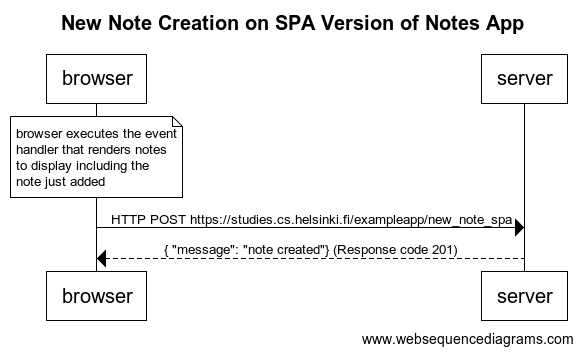 New Note Creation on SPA Version of Notes App
browser
server
browser executes the event
handler that renders notes
to display including the
note just added
HTTP POST https://studies.cs.helsinki.fi/exampleapp/new_note_spa
{ "message": "note created"} (Response code 201)
browser
server
www.websequencediagrams.com